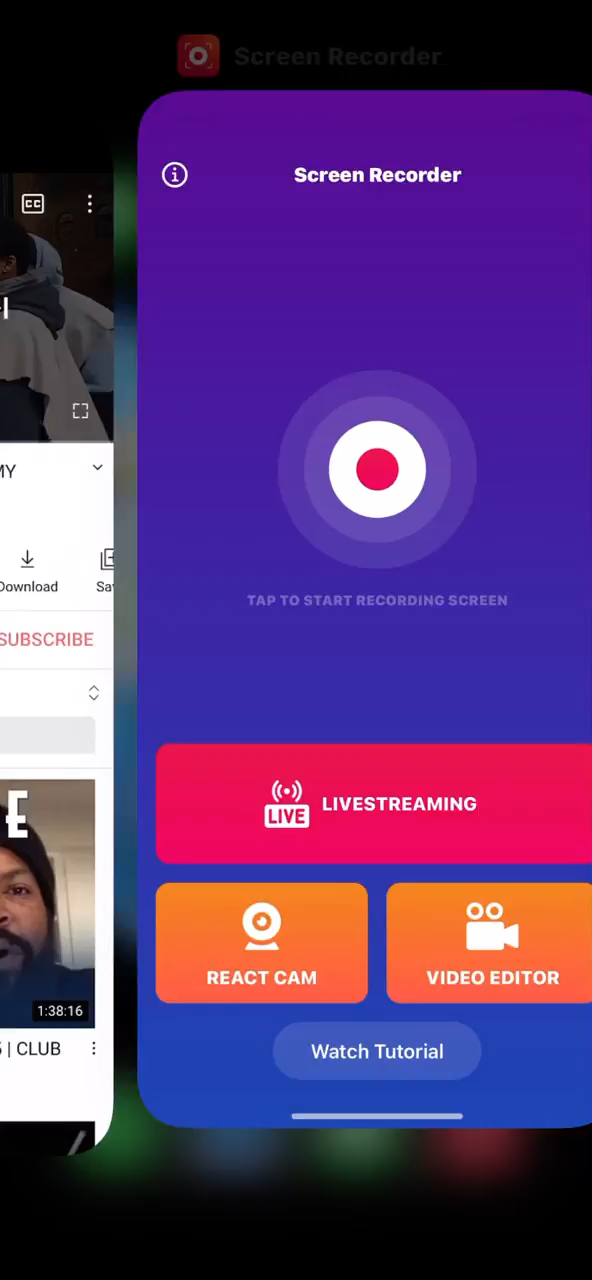 Screen Recorder
Screen Recorder
CC
MY
Download
SUBSCRIBE
TAP TO START RECORDING SCREEN
LIVE
LIVESTREAMING
E
1:38:16
REACT CAM
VIDEO EDITOR
| CLUB
Watch Tutorial